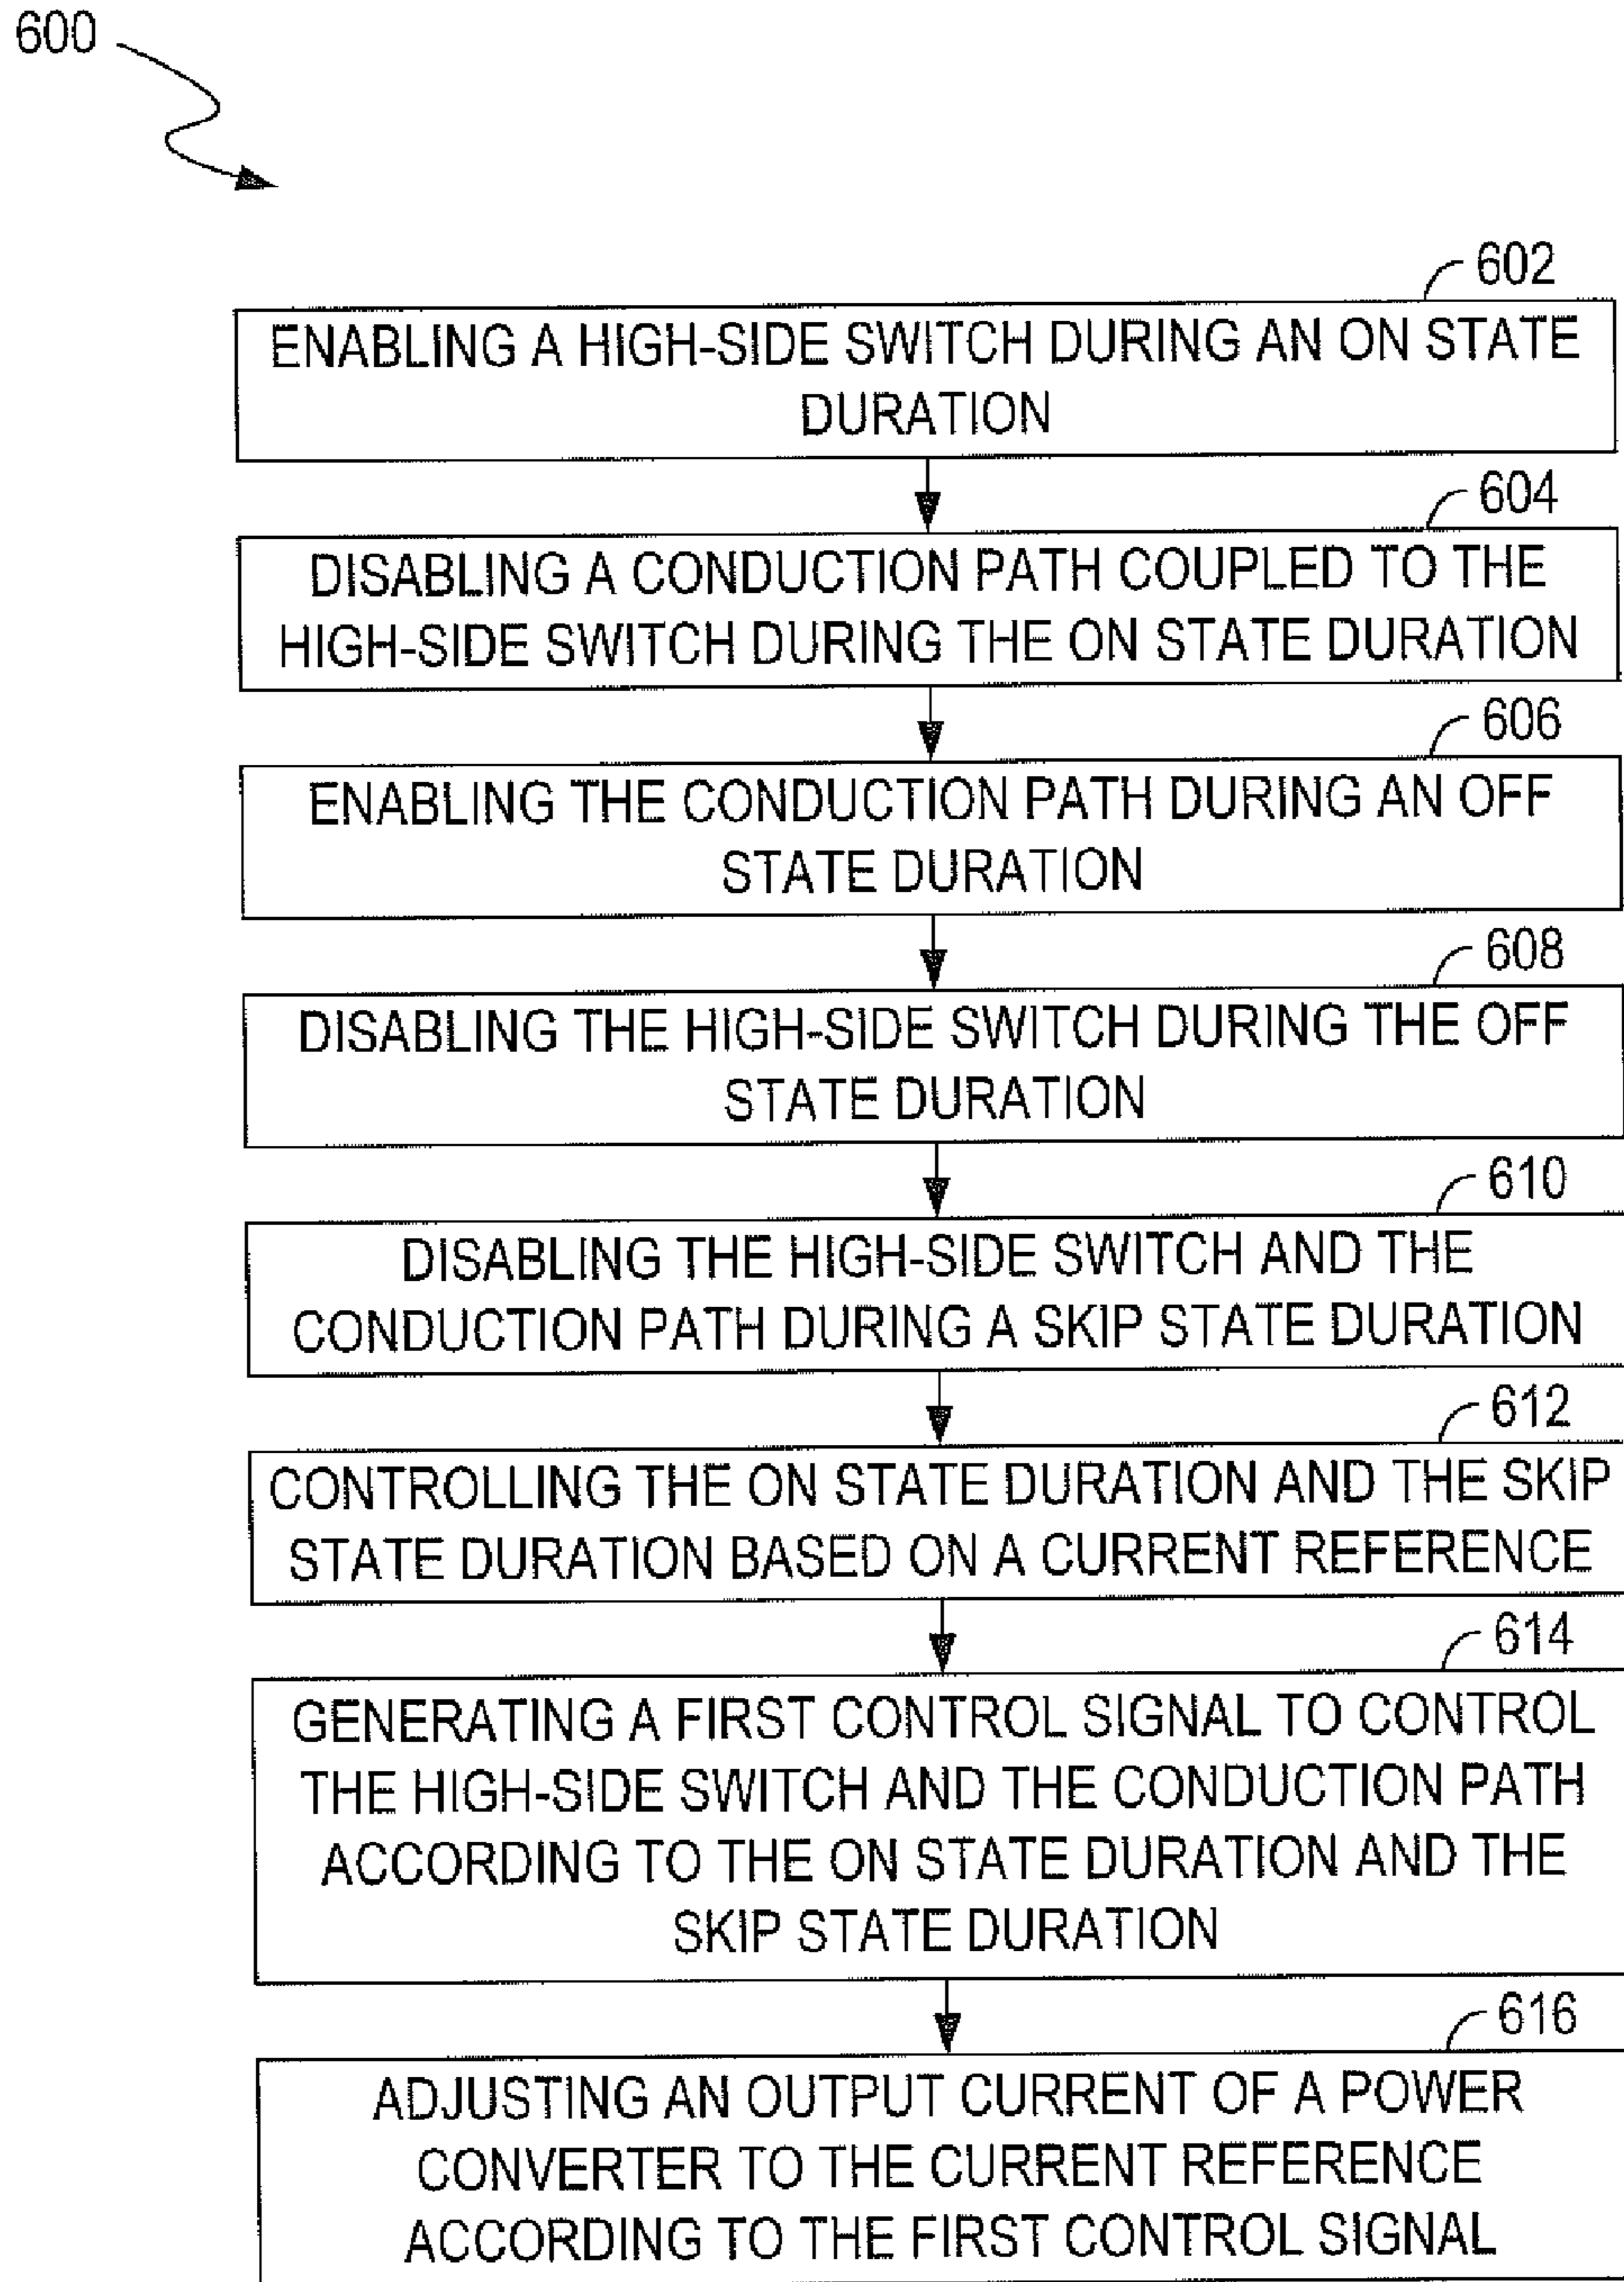 600
602
ENABLING A HIGH-SIDE SWITCH DURING AN ON STATE
DURATION
604
DISABLING A CONDUCTION PATH COUPLED TO THE
HIGH-SIDE SWITCH DURING THE ON STATE DURATION
606
ENABLING THE CONDUCTION PATH DURING AN OFF
STATE DURATION
608
DISABLING THE HIGH-SIDE SWITCH DURING THE OFF
STATE DURATION
610
DISABLING THE HIGH-SIDE SWITCH AND THE
CONDUCTION PATH DURING A SKIP STATE DURATION
612
CONTROLLING THE ON STATE DURATION AND THE SKIP
STATE DURATION BASED ON A CURRENT REFERENCE
614
GENERATING A FIRST CONTROL SIGNAL TO CONTROL
THE HIGH-SIDE SWITCH AND THE CONDUCTION PATH
ACCORDING TO THE ON STATE DURATION AND THE
SKIP STATE DURATION
616
ADJUSTING AN OUTPUT CURRENT OF A POWER
CONVERTER TO THE CURRENT REFERENCE
ACCORDING TO THE FIRST CONTROL SIGNAL